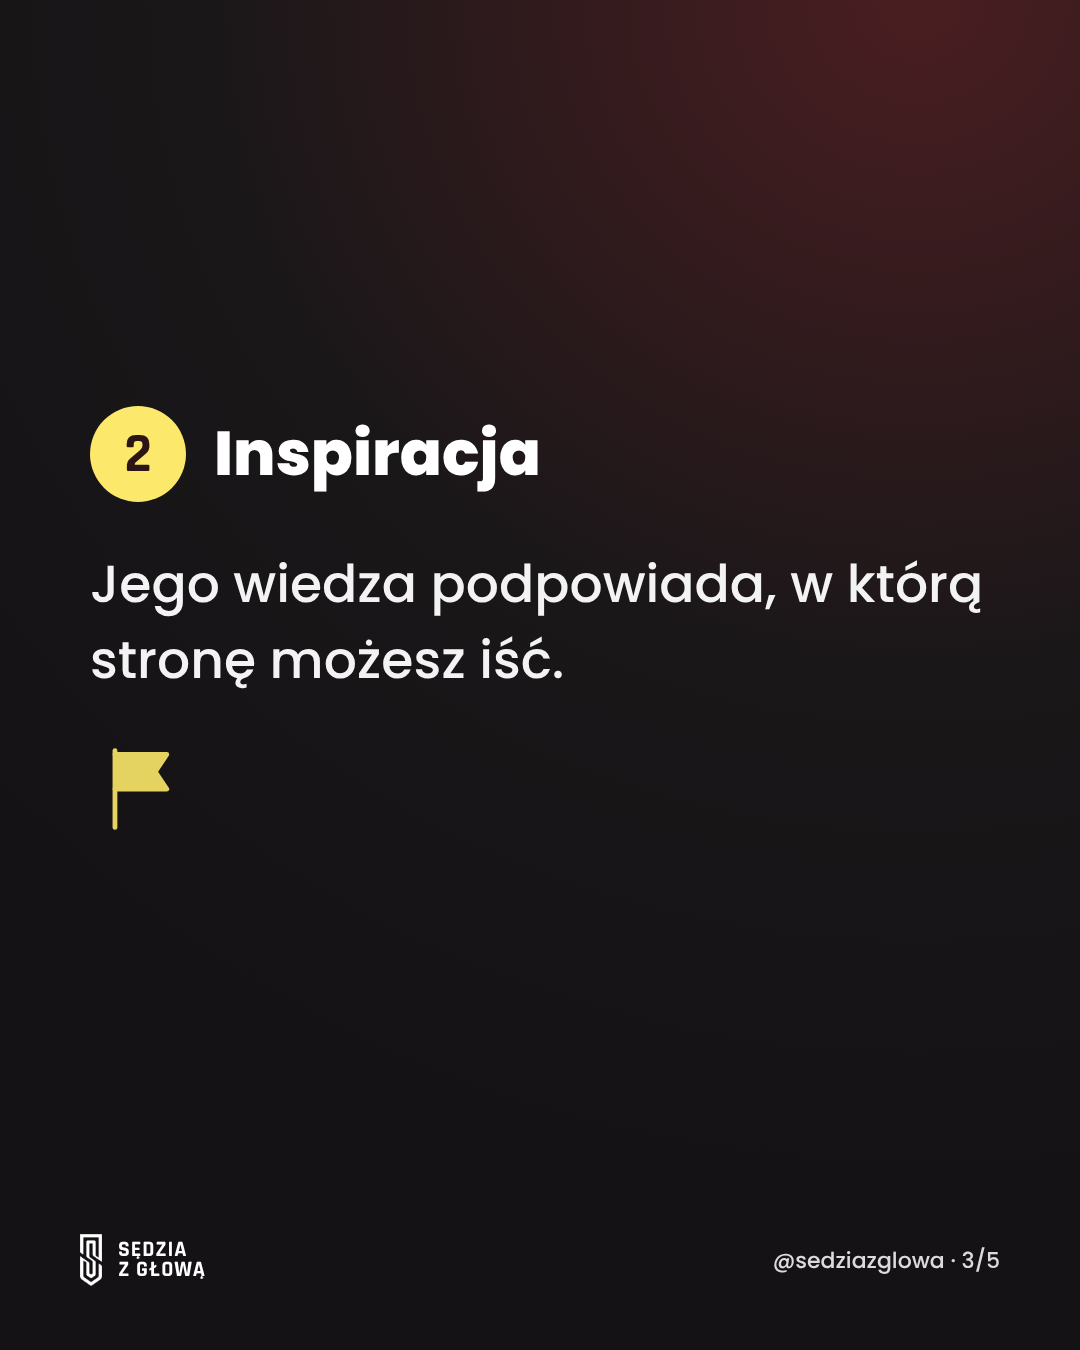 2 Inspiracja
Jego wiedza podpowiada, w którą
stronę możesz iść.
SĘDZIA
Z GŁOWĄ
@sedziazglowa · 3/5